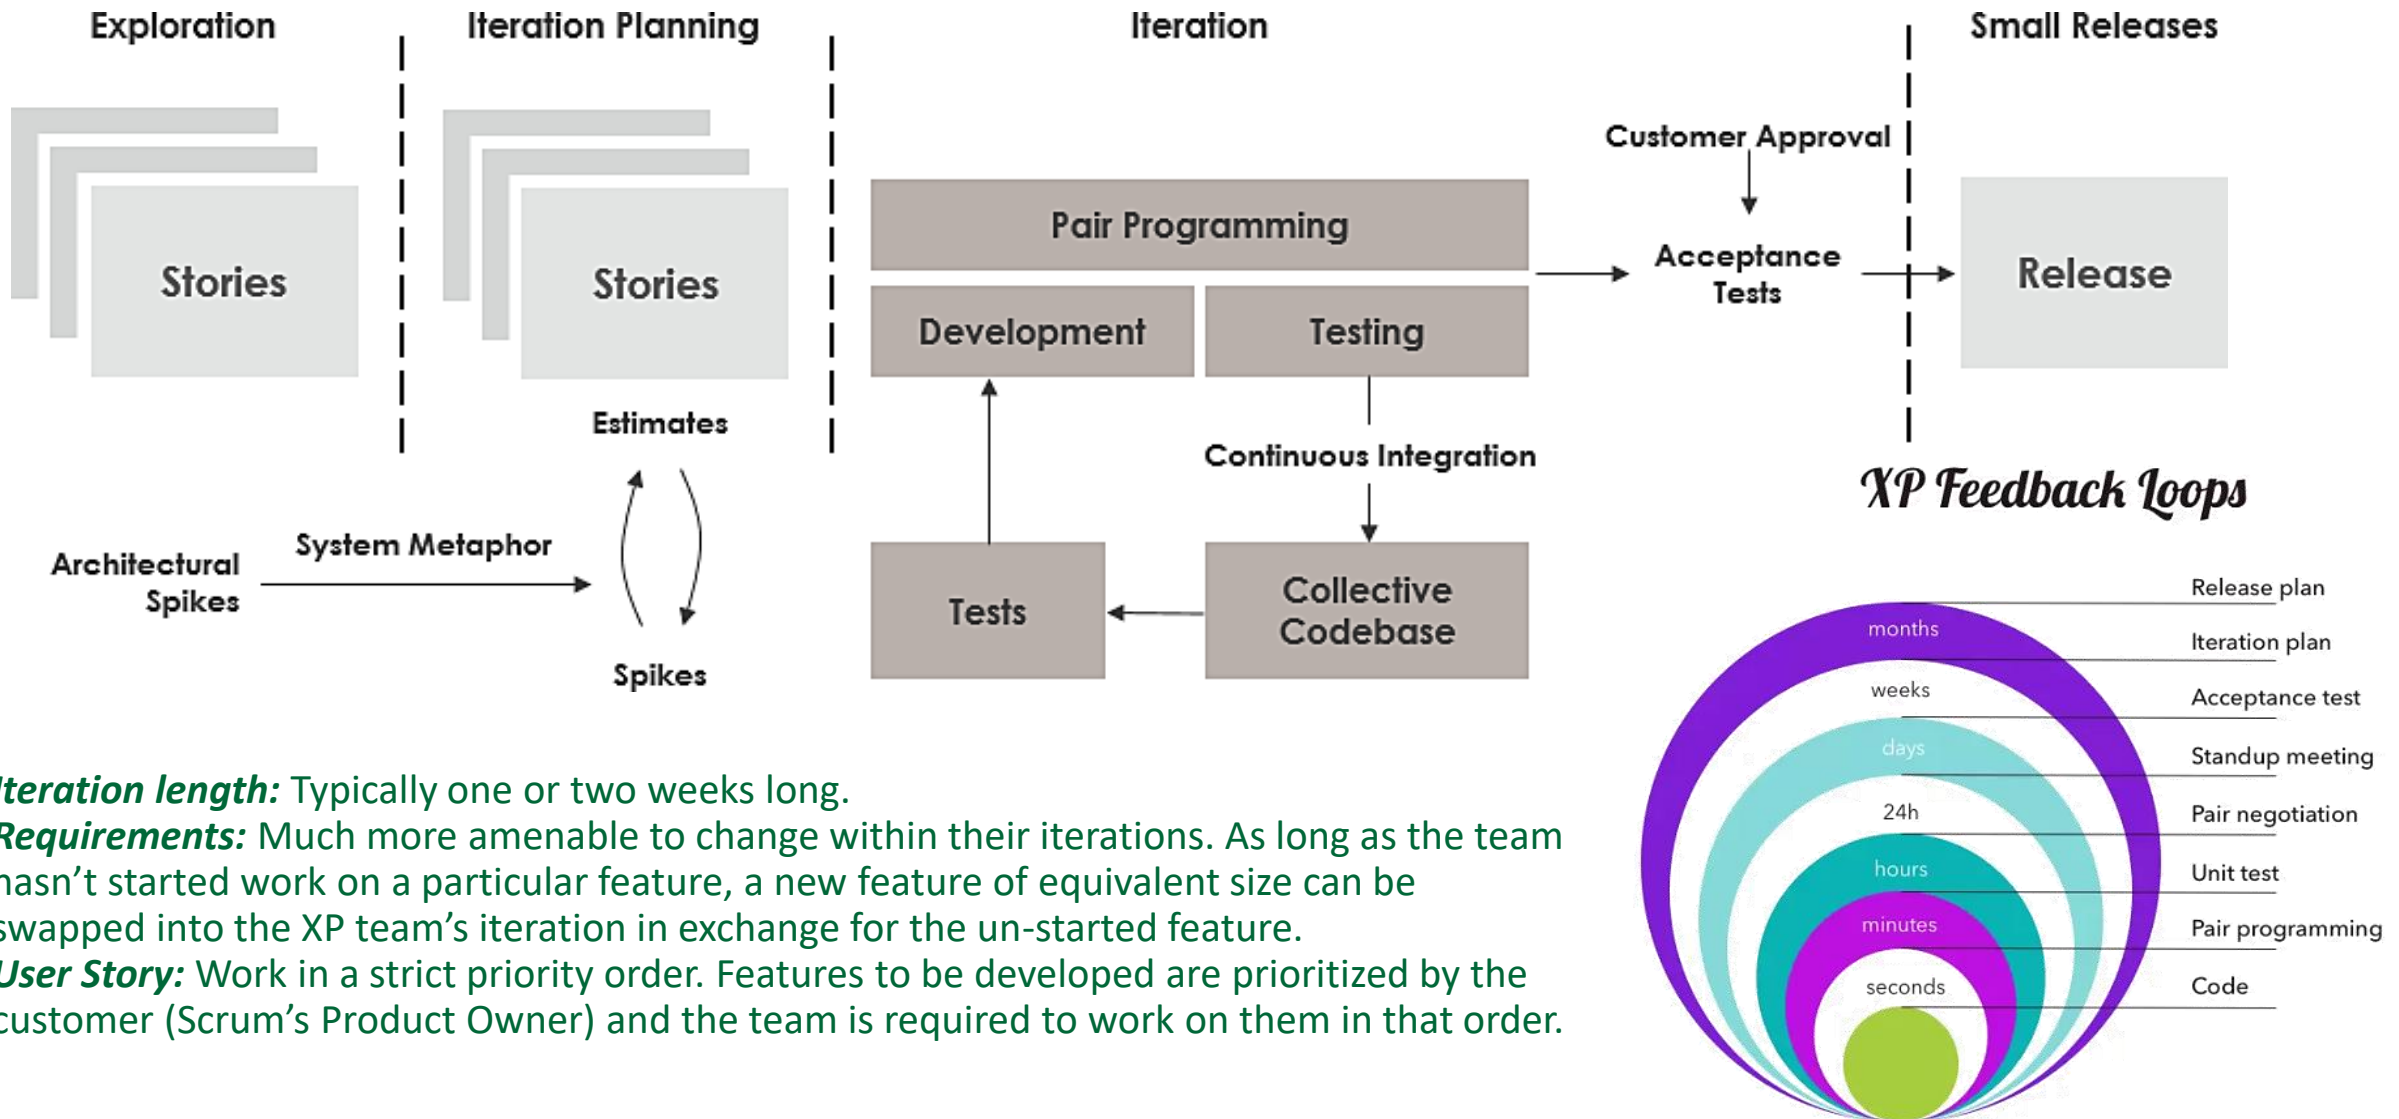 Exploration
Iteration Planning
Iteration
Small Releases
Stories
Stories
Estimates
Architectural
Spikes
System Metaphor
Spikes
Pair Programming
Development
Testing
Continuous Integration
Tests
Collective
Codebase
Customer Approval
Acceptance
Tests
Release
XP Feedback Loops
Release plan
months
Iteration plan
weeks
Acceptance test
days
Standup meeting
24h
Pair negotiation
hours
Unit test
minutes
Pair programming
seconds
Code
Iteration length: Typically one or two weeks long.
Requirements: Much more amenable to change within their iterations. As long as the team
hasn’t started work on a particular feature, a new feature of equivalent size can be
swapped into the XP team’s iteration in exchange for the un-started feature.
User Story: Work in a strict priority order. Features to be developed are prioritized by the
customer (Scrum’s Product Owner) and the team is required to work on them in that order.